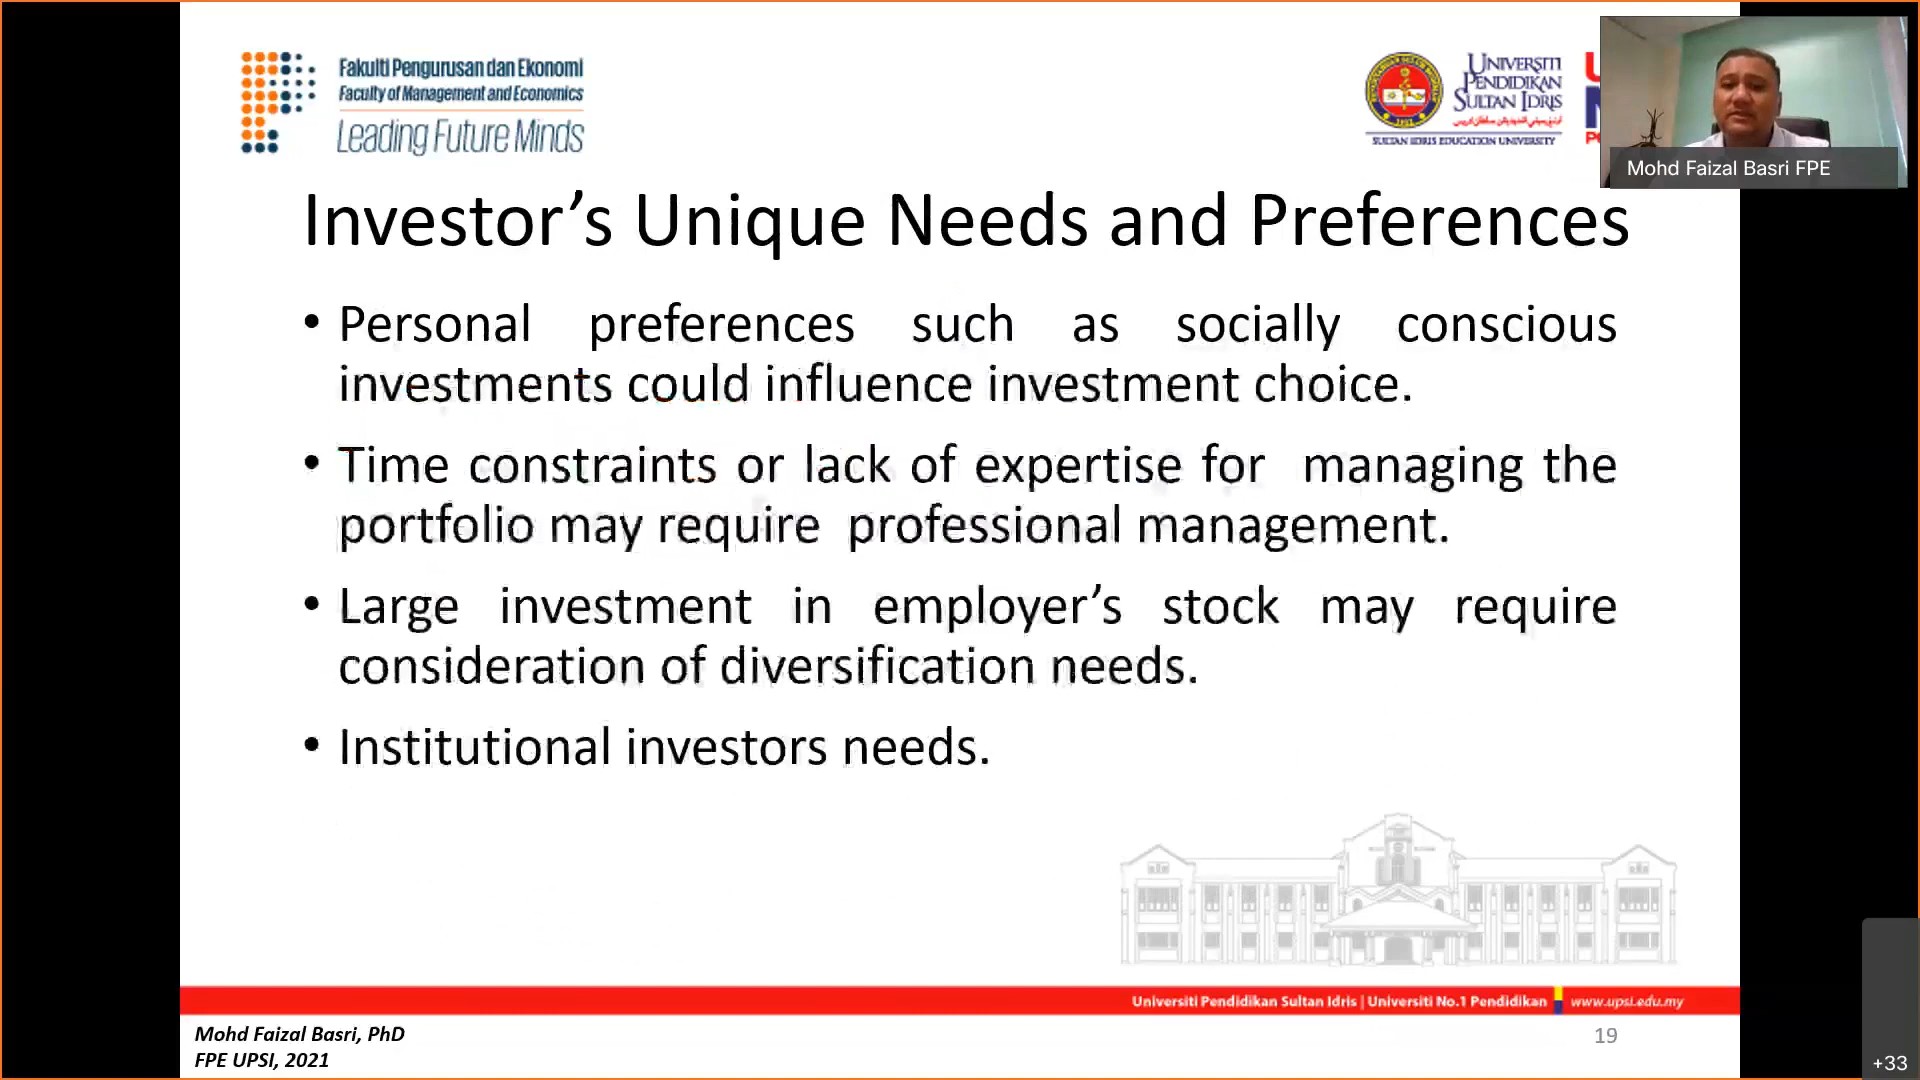 Fakulti Pengurusan dan Ekonomi
Faculty of Management and Economics
Leading Future Minds
UNIVERSITI
PENDIDIKAN
SULTAN IDRIS
SULTAN IDRIS EDUCATION UNIVERSITY
Mohd Faizal Basri FPE
Investor’s Unique Needs and Preferences
• Personal preferences such as socially conscious
investments could influence investment choice.
• Time constraints or lack of expertise for managing the
portfolio may require professional management.
• Large investment in employer’s stock may require
consideration of diversification needs.
• Institutional investors needs.
Universiti Pendidikan Sultan Idris | Universiti No.1 Pendidikan www.upsi.edu.my
Mohd Faizal Basri, PhD
FPE UPSI, 2021
19
+33